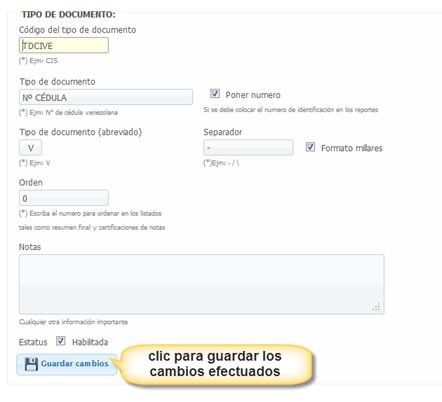 TIPO DE DOCUMENTO:
Código del tipo de documento
TDCIVE
(*) Ejm: CIS
Tipo de documento
Nº CÉDULA
Poner numero
(*) Ejm: N° de cédula venezolana
Si se debe colocar el numero de identificación en los reportes
Tipo de documento (abreviado)
Separador
V
-
Formato millares
(*) Ejm: V
(*)Ejm: - / \
Orden
0
(*) Escriba el numero para ordenar en los listados
tales como resumen final y certificaciones de notas
Notas
Cualquier otra información importante
Estatus
Habilitada
Guardar cambios
clic para guardar los
cambios efectuados